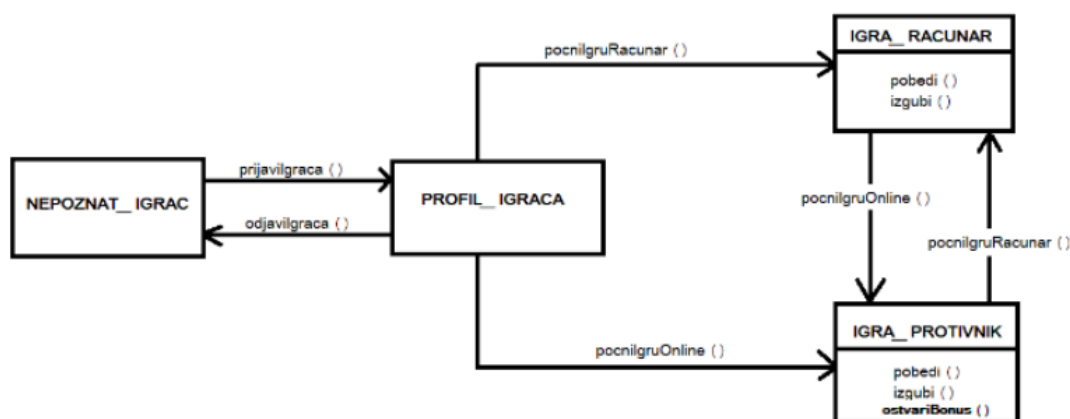 IGRA_ RACUNAR
pocniIgruRacunar ( )
pobedi ( )
izgubi ( )
prijaviIgraca ( )
NEPOZNAT_ IGRAC
PROFIL_ IGRACA
odjaviIgraca ( )
pocniIgruOnline ( )
pocniIgruRacunar ( )
IGRA_ PROTIVNIK
pocniIgruOnline ( )
pobedi ( )
izgubi ( )
ostvariBonus ( )